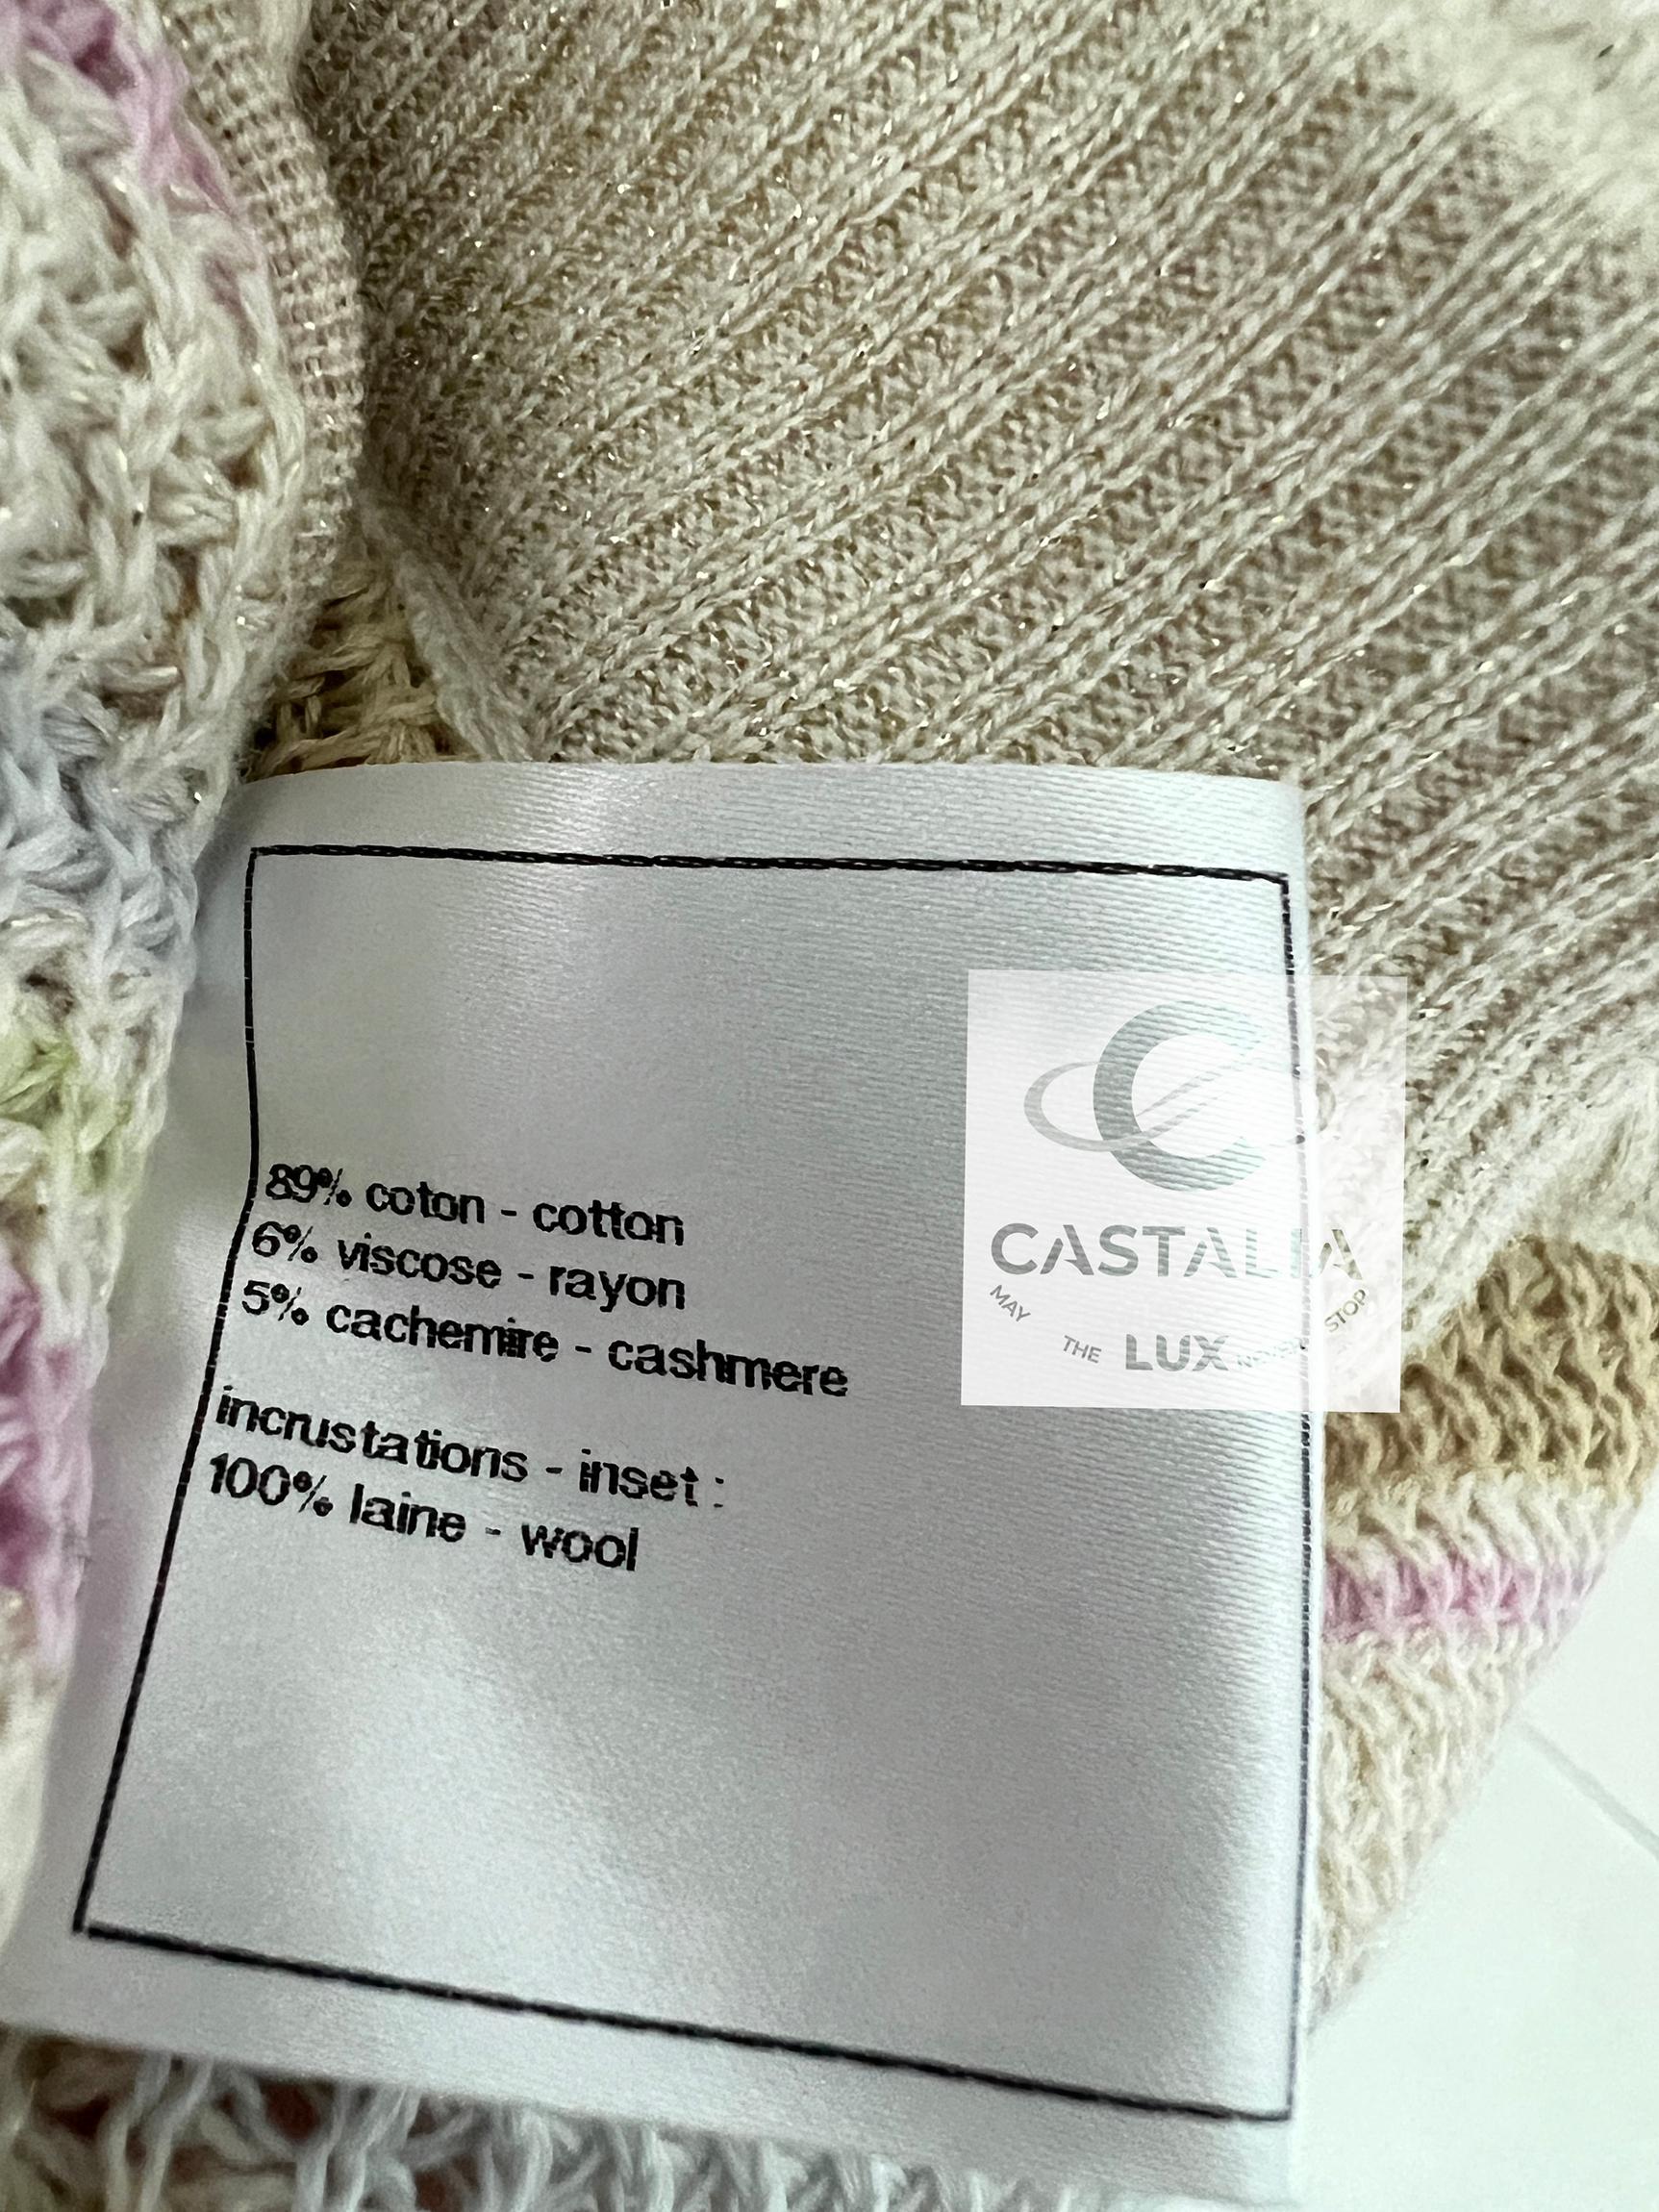 89% coton - cotton
6% viscose - rayon
5% cachemire - cashmere
incrustations - inset :
100% laine - wool
CASTALIA
MAY THE LUX NEVER STOP